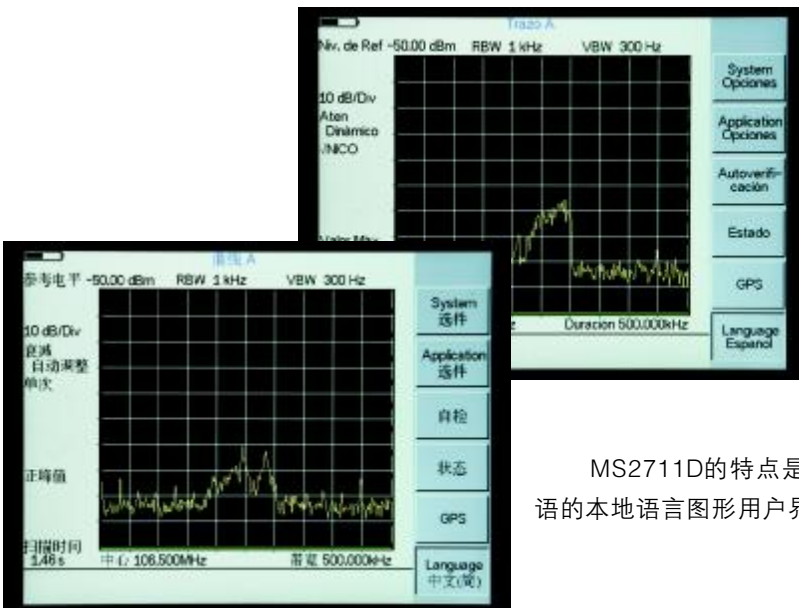 Trazo A
Niv. de Ref -50.00 dBm RBW 1 kHz VBW 300 Hz
10 dB/Div
Aten
Dinámico
Duracion 500.000kHz
System
Opciones
Application
Opciones
Autoverifi-
cación
Estado
GPS
Language
Espanol
曲线 A
参考电平 -50.00 dBm RBW 1 kHz VBW 300 Hz
10 dB/Div
衰减
自动调整
单次
正峰值
扫描时间
1.46 s
中心 106.500MHz 带宽 500.000kHz
System
选件
Application
选件
自检
状态
GPS
Language
中文(简)
MS2711D的特点是
语的本地语言图形用户界